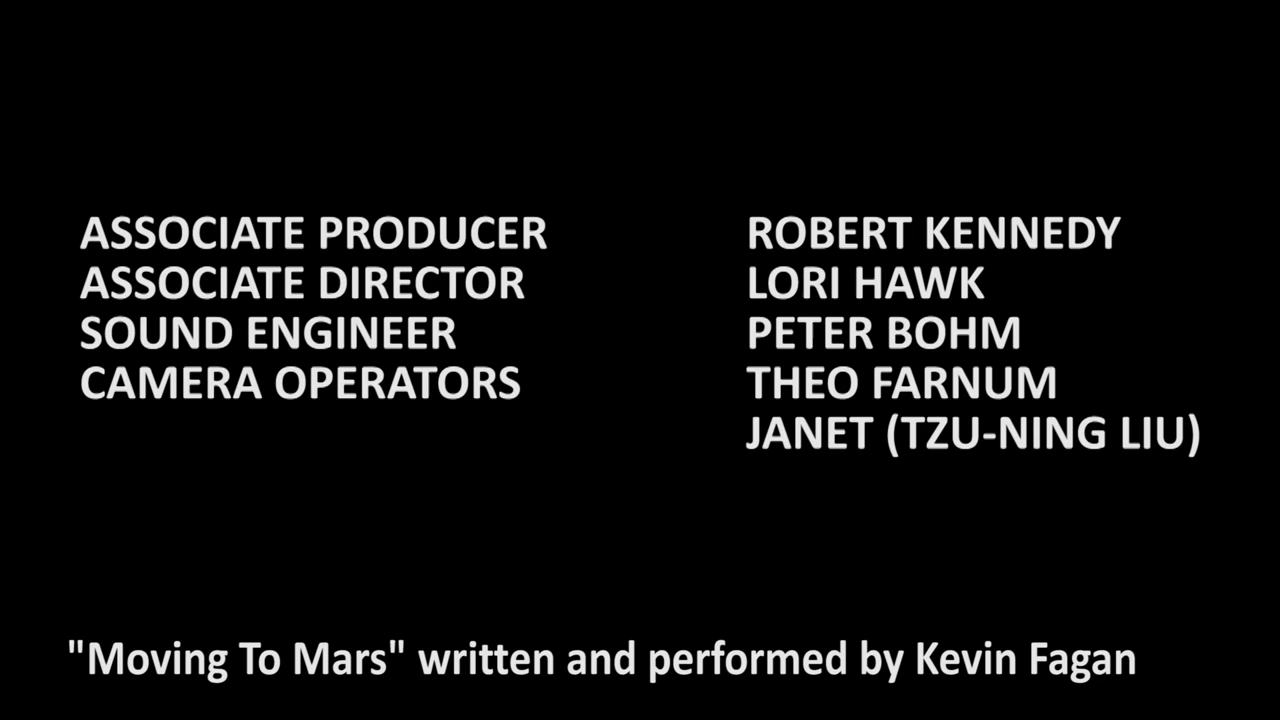 ASSOCIATE PRODUCER ROBERT KENNEDY
ASSOCIATE DIRECTOR LORI HAWK
SOUND ENGINEER PETER BOHM
CAMERA OPERATORS THEO FARNUM
JANET (TZU-NING LIU)
"Moving To Mars" written and performed by Kevin Fagan